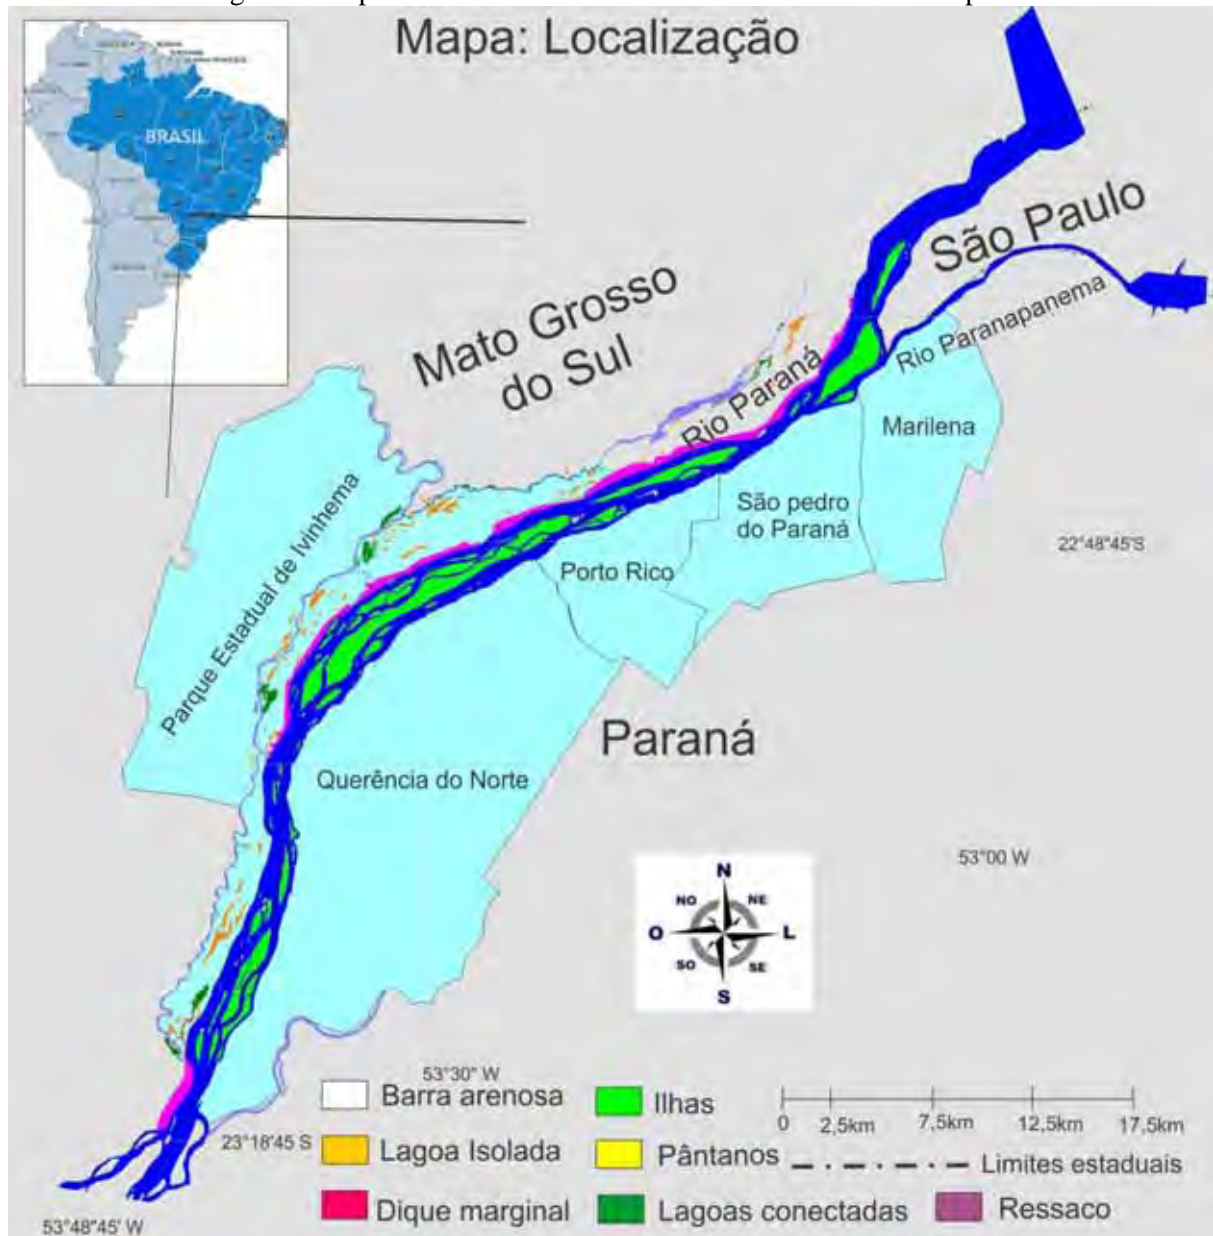 Mapa: Localização
BRASIL
São Paulo
Mato Grosso
do Sul
Rio Paraná
Rio Paranapanema
Marilena
São pedro
do Paraná
Porto Rico
22°48'45'S
Parque Estadual de Ivinhema
Paraná
Querência do Norte
53°00 W
N
NO
NE
O
L
SO
SE
S
53°30" W
Barra arenosa
Ilhas
0 2,5km 7,5km 12,5km 17,5km
23°18'45 S
Lagoa Isolada
Pântanos
Limites estaduais
Dique marginal
Lagoas conectadas
Ressaco
53°48'45' W